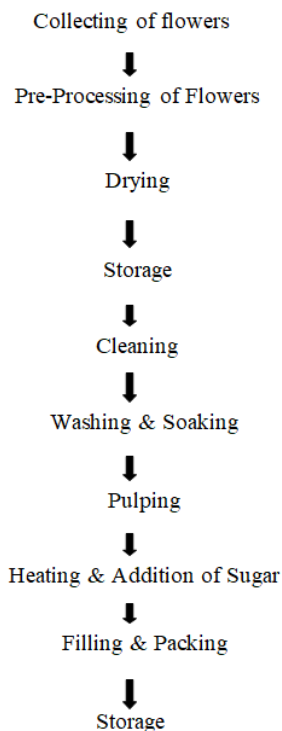 Collecting of flowers
Pre-Processing of Flowers
Drying
Storage
Cleaning
Washing & Soaking
Pulping
Heating & Addition of Sugar
Filling & Packing
Storage